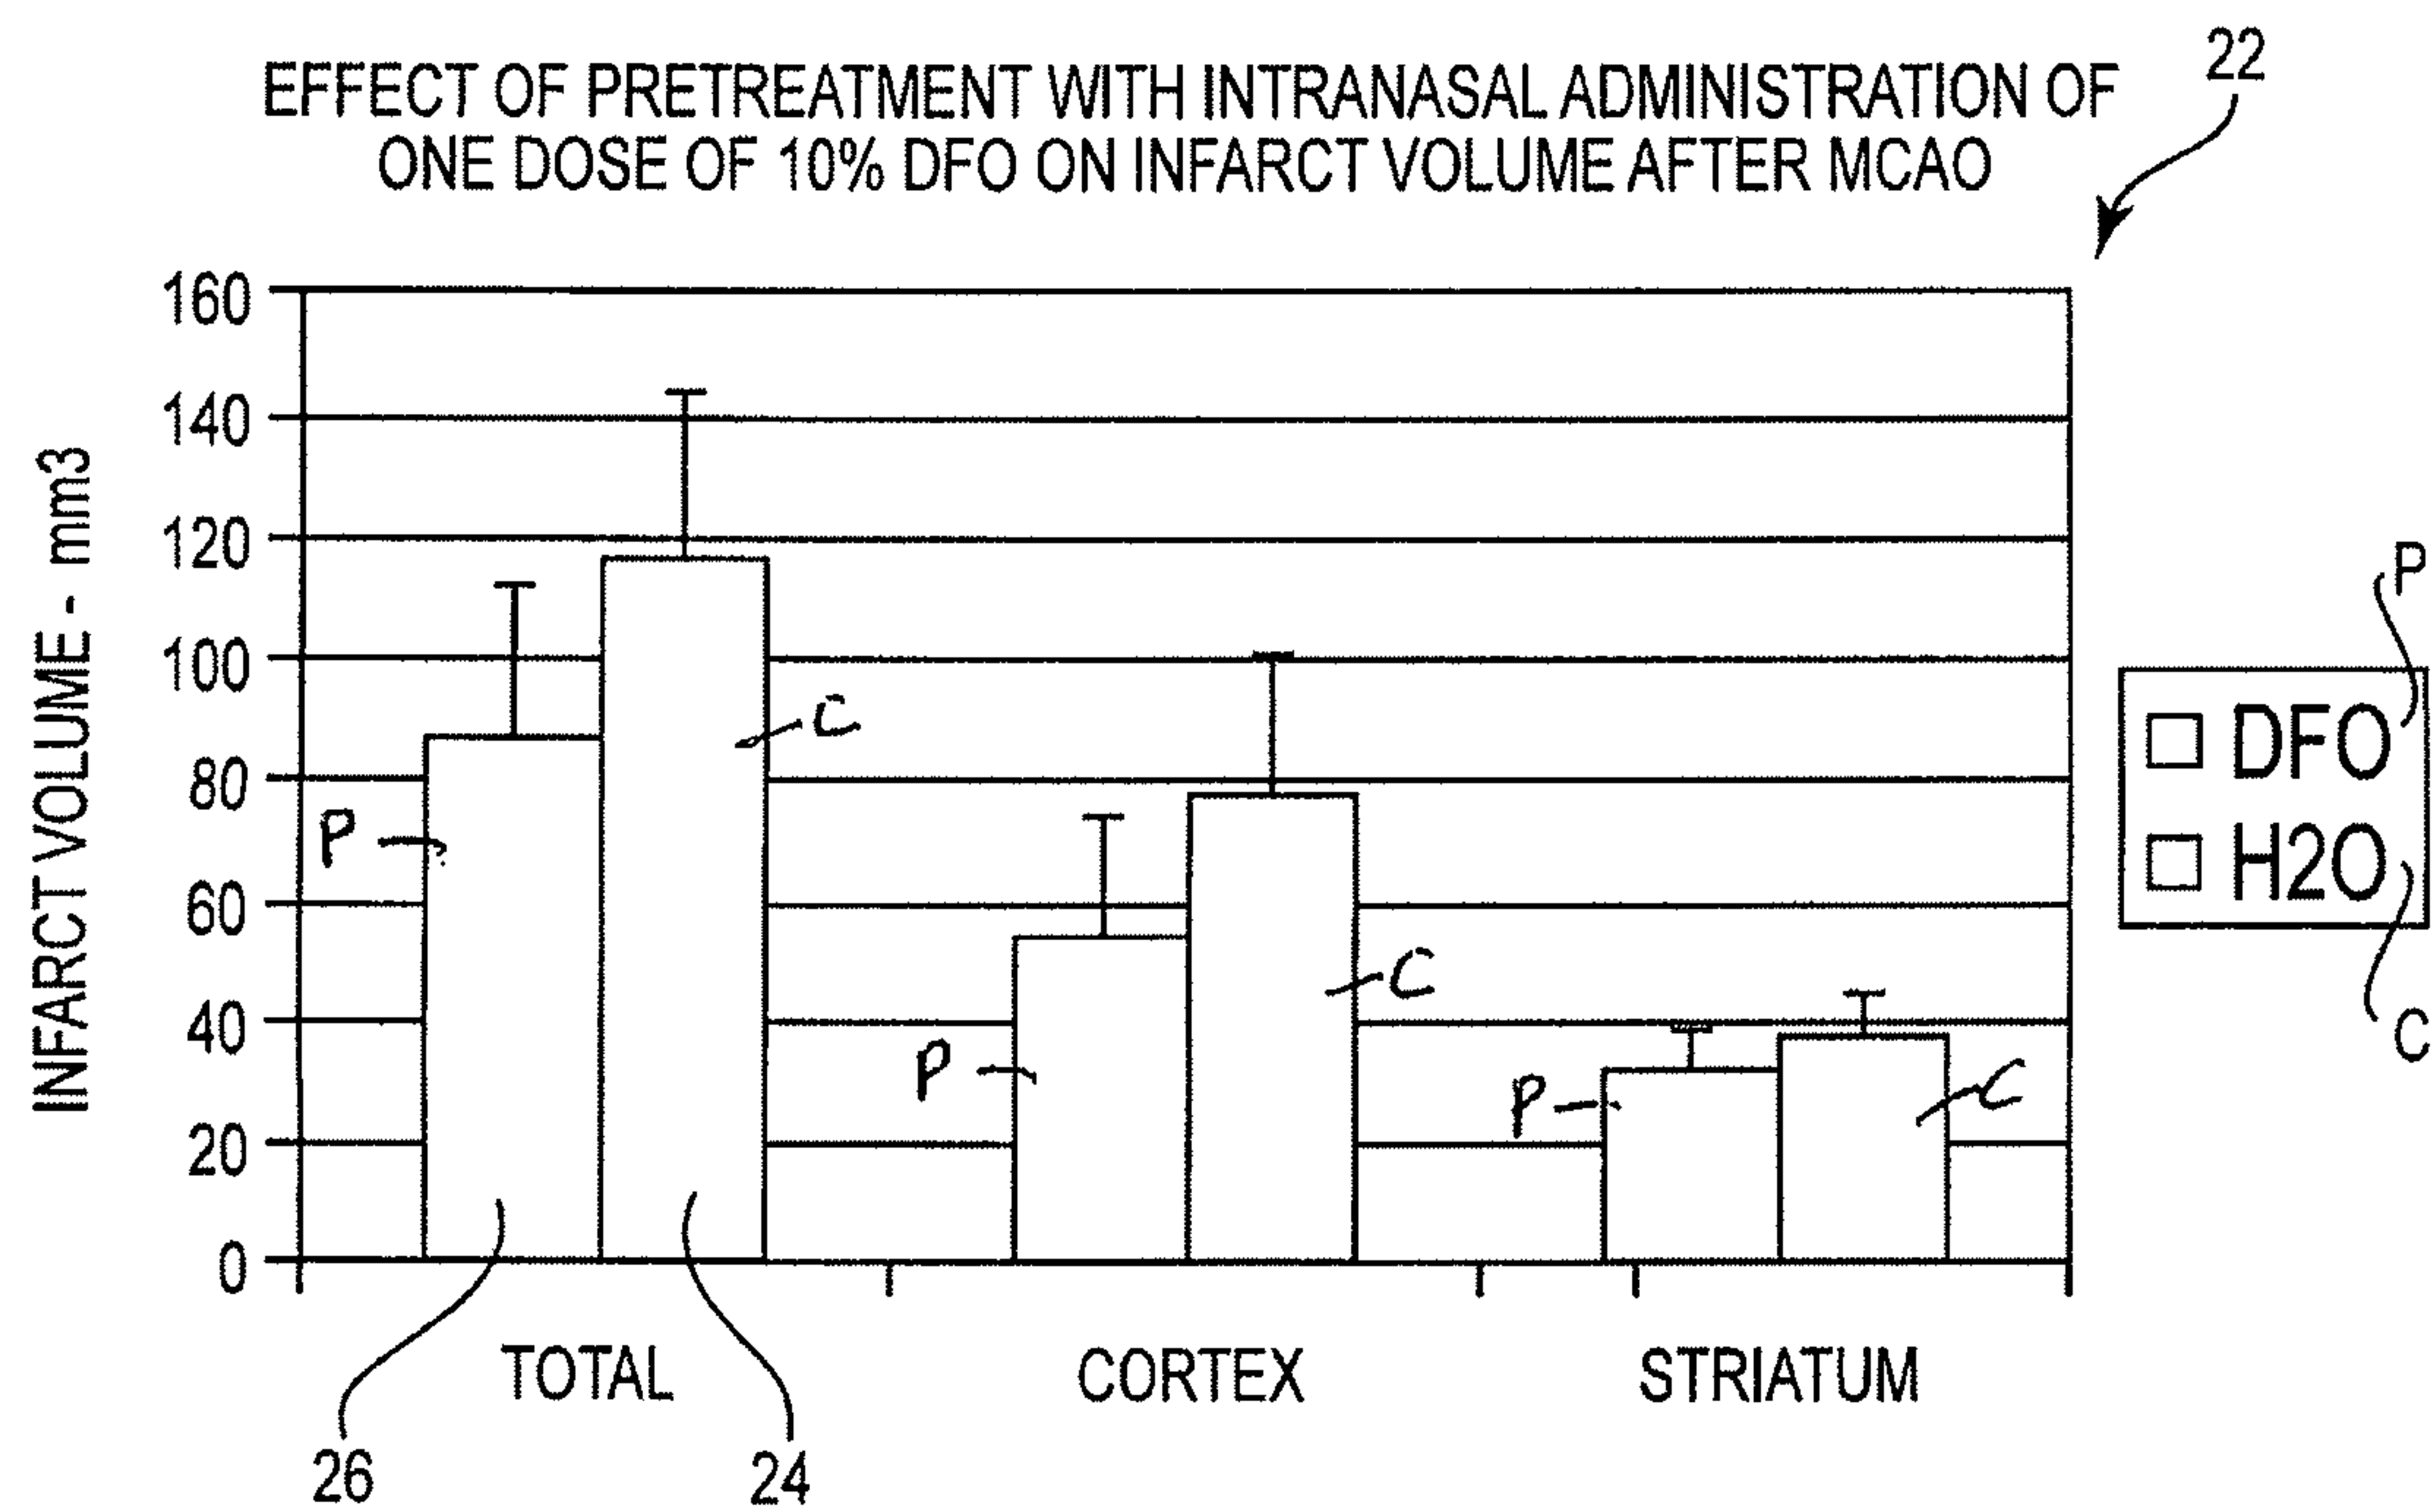 EFFECT OF PRETREATMENT WITH INTRANASAL ADMINISTRATION OF
ONE DOSE OF 10% DFO ON INFARCT VOLUME AFTER MCAO
22
INFARCT VOLUME - mm3
160
140
120
100
80
60
40
20
0
P
C
P
C
P
C
P
DFO
H2O
C
TOTAL
CORTEX
STRIATUM
26
24